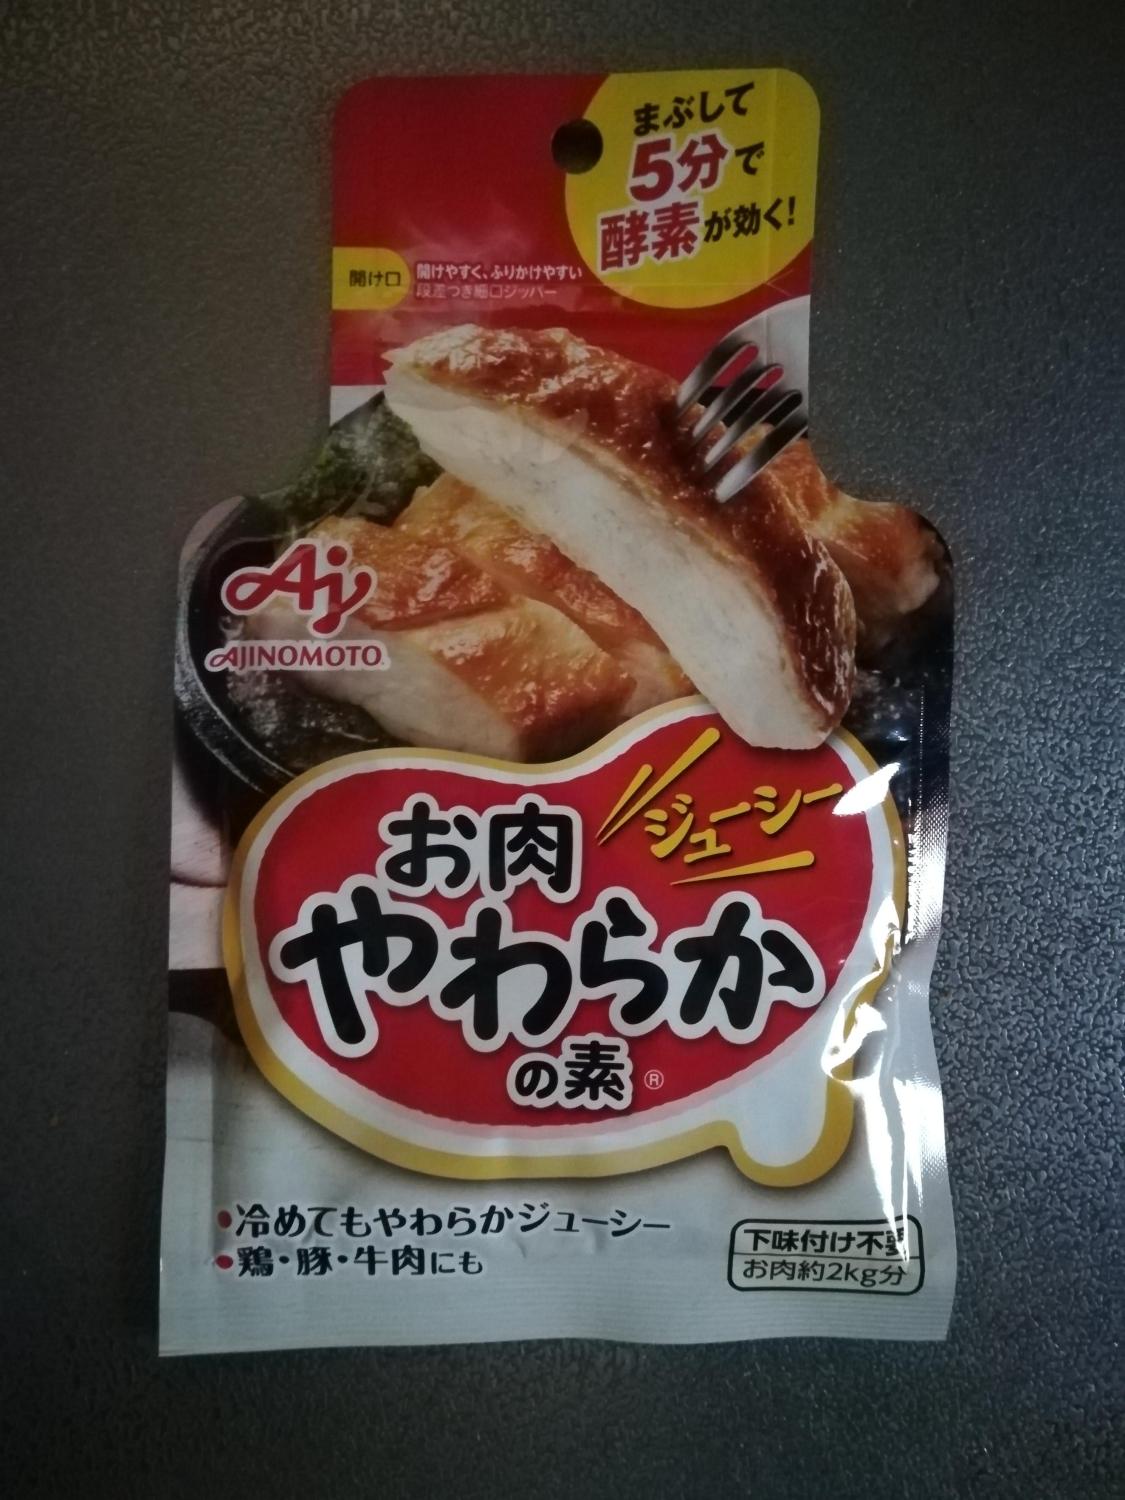 まぶして
5分で
酵素が効く!
開け口
開けやすく、ふりかけやすい
段差つき細口ジッパー
Aj
AJINOMOTO®
ジューシー
お肉
やわらか
の素®
•冷めてもやわらかジューシー
•鶏・豚・牛肉にも
下味付け不要
お肉約2kg分